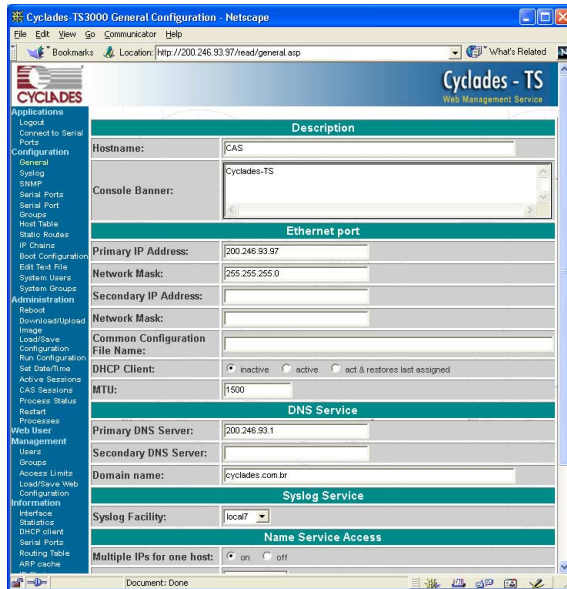 Cyclades-TS3000 General Configuration - Netscape
File Edit View Go Communicator Help
Bookmarks Location: http://200.246.93.97/read/general.asp What's Related
CYCLADES
Cyclades - TS
Web Management Service
Applications
Logout
Connect to Serial
Ports
Configuration
General
Syslog
SNMP
Serial Ports
Serial Port
Groups
Host Table
Static Routes
IP Chains
Boot Configuration
Edit Text File
System Users
System Groups
Administration
Reboot
Download/Upload
Image
Load/Save
Configuration
Run Configuration
Set Date/Time
Active Sessions
CAS Sessions
Process Status
Restart
Processes
Web User
Management
Users
Groups
Access Limits
Load/Save Web
Configuration
Information
Interface
Statistics
DHCP client
Serial Ports
Routing Table
ARP cache
Description
Hostname: CAS
Console Banner: Cyclades-TS
Ethernet port
Primary IP Address: 200.246.93.97
Network Mask: 255.255.255.0
Secondary IP Address:
Network Mask:
Common Configuration
File Name:
DHCP Client: inactive active act & restores last assigned
MTU: 1500
DNS Service
Primary DNS Server: 200.246.93.1
Secondary DNS Server:
Domain name: cyclades.com.br
Syslog Service
Syslog Facility: local7
Name Service Access
Multiple IPs for one host: on off
Document: Done